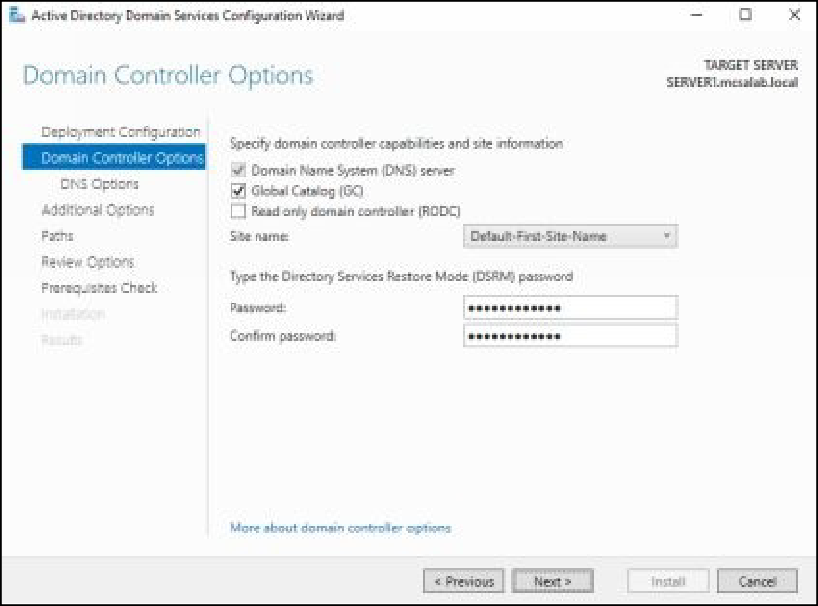 Active Directory Domain Services Configuration Wizard
Domain Controller Options
TARGET SERVER
SERVER1.mcsalab.local
Deployment Configuration
Domain Controller Options
DNS Options
Additional Options
Paths
Review Options
Prerequisites Check
Installation
Results
Specify domain controller capabilities and site information
Domain Name System (DNS) server
Global Catalog (GC)
Read only domain controller (RODC)
Site name:
Default-First-Site-Name
Type the Directory Services Restore Mode (DSRM) password
Password:
••••••••••••
Confirm password:
••••••••••••
More about domain controller options
< Previous
Next >
Install
Cancel